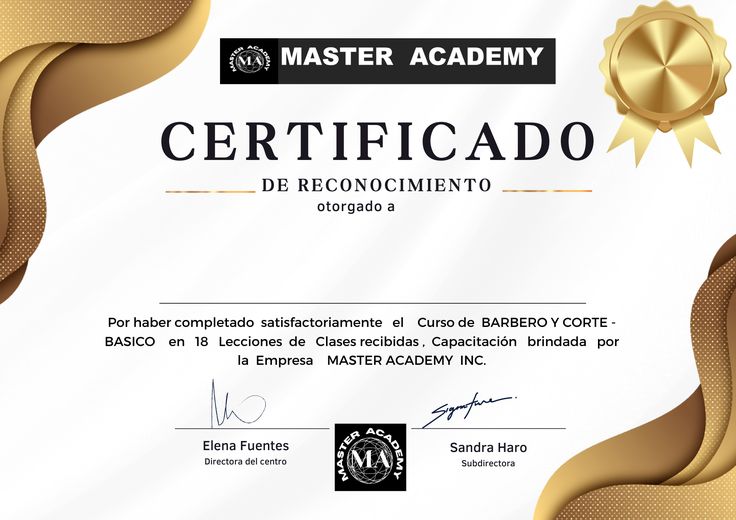 MASTER ACADEMY
MA
MASTER ACADEMY
CERTIFICADO
DE RECONOCIMIENTO
otorgado a
Por haber completado satisfactoriamente el Curso de BARBERO Y CORTE -
BASICO en 18 Lecciones de Clases recibidas , Capacitación brindada por
la Empresa MASTER ACADEMY INC.
Signature.
Elena Fuentes
Directora del centro
MASTER ACADEMY
MA
Sandra Haro
Subdirectora